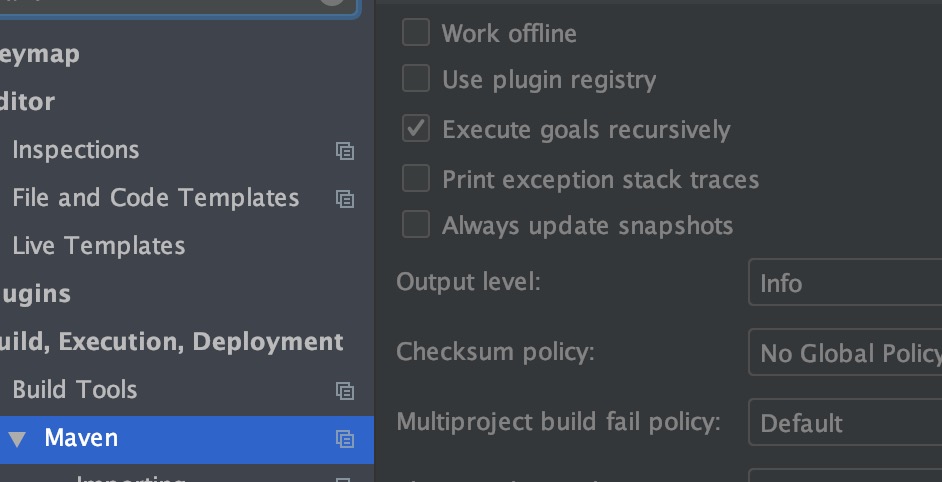 eymap
ditor
Inspections
File and Code Templates
Live Templates
lugins
uild, Execution, Deployment
Build Tools
Maven
Importing
Work offline
Use plugin registry
Execute goals recursively
Print exception stack traces
Always update snapshots
Output level: Info
Checksum policy: No Global Policy
Multiproject build fail policy: Default